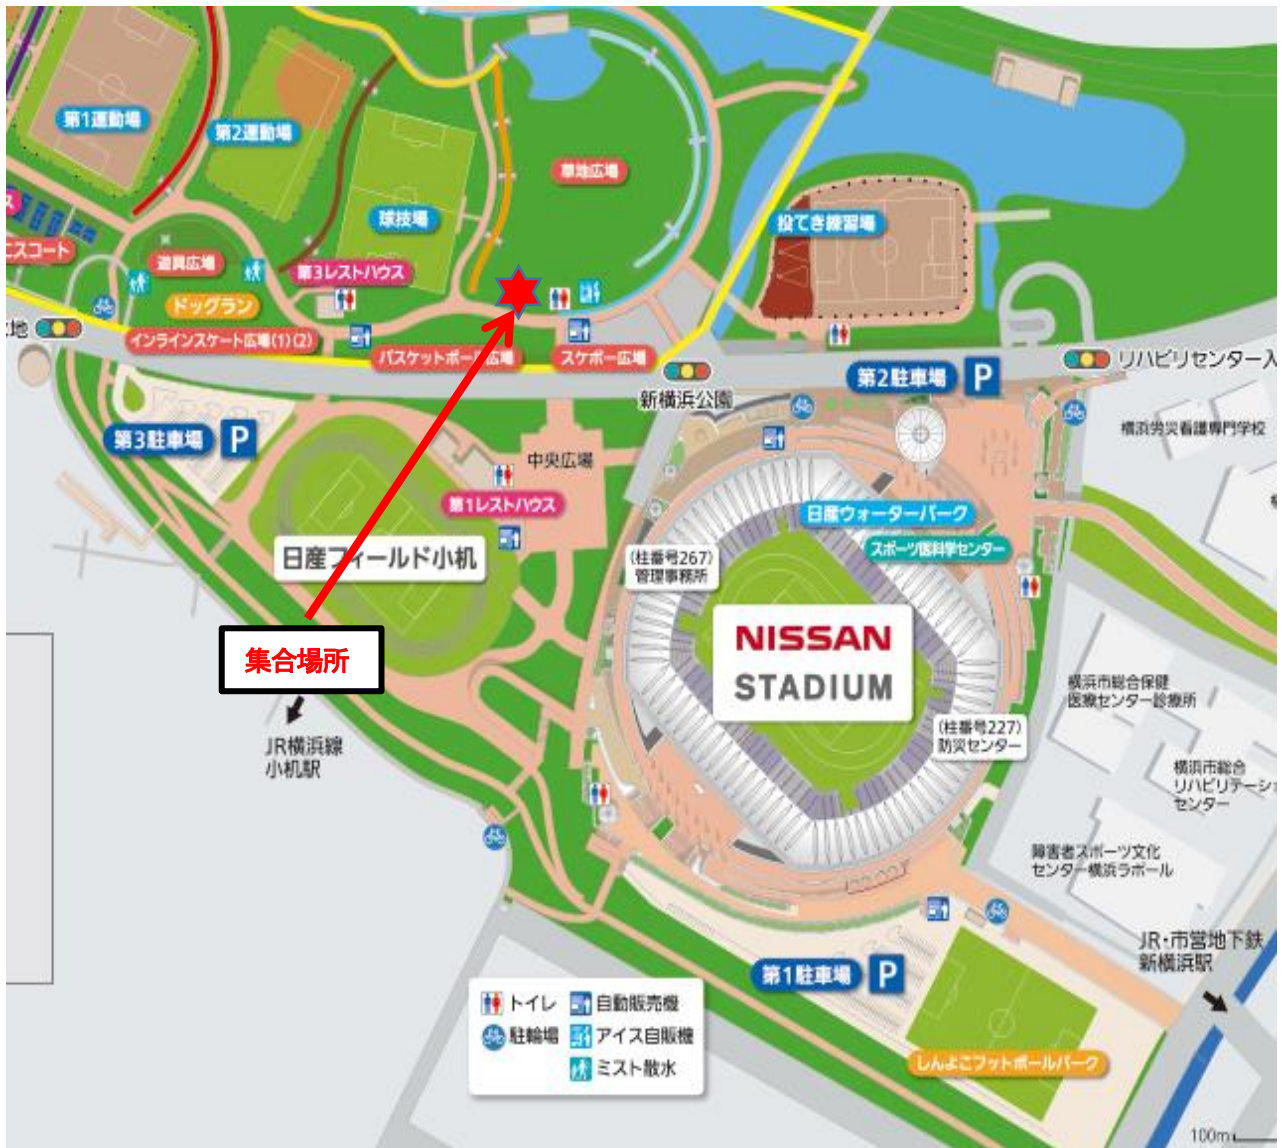 第1運動場
第2運動場
草地広場
球技場
投てき練習場
ス
ニスコート
遊具広場
第3レストハウス
ドッグラン
インラインスケート広場(1)(2)
バスケットボール広場
スケボー広場
地
新横浜公園
第2駐車場 P
リハビリセンター入
第3駐車場 P
中央広場
横浜労災看護専門学校
第1レストハウス
日産ウォーターパーク
スポーツ医科学センター
日産フィールド小机
(柱番号267)
管理事務所
集合場所
NISSAN
STADIUM
横浜市総合保健
医療センター診療所
(柱番号227)
防災センター
JR横浜線
小机駅
横浜市総合
リハビリテーショ
センター
障害者スポーツ文化
センター横浜ラポール
JR・市営地下鉄
新横浜駅
第1駐車場 P
トイレ 自動販売機
駐輪場 アイス自販機
ミスト散水
しんよこフットボールパーク
100m